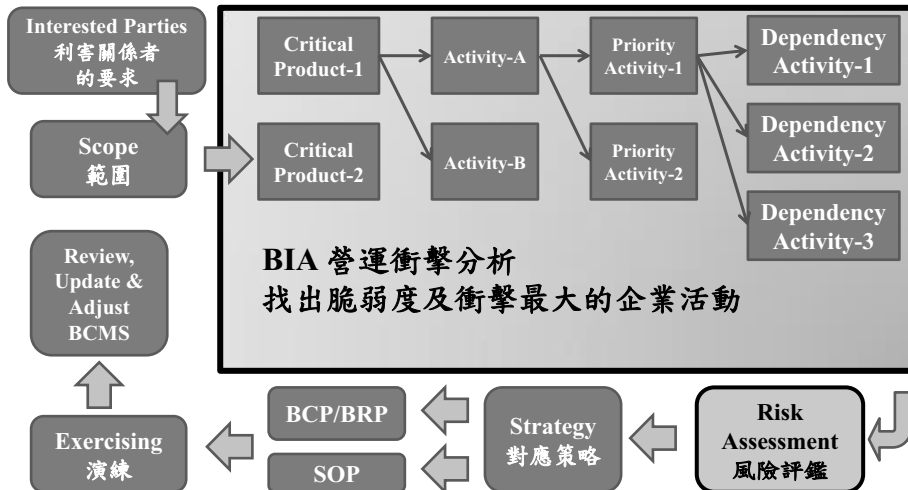 Interested Parties
利害關係者
的要求
Scope
範圍
Critical
Product-1
Activity-A
Priority
Activity-1
Dependency
Activity-1
Critical
Product-2
Activity-B
Priority
Activity-2
Dependency
Activity-2
Dependency
Activity-3
BIA 營運衝擊分析
找出脆弱度及衝擊最大的企業活動
Risk
Assessment
風險評鑑
Strategy
對應策略
BCP/BRP
SOP
Exercising
演練
Review,
Update &
Adjust
BCMS